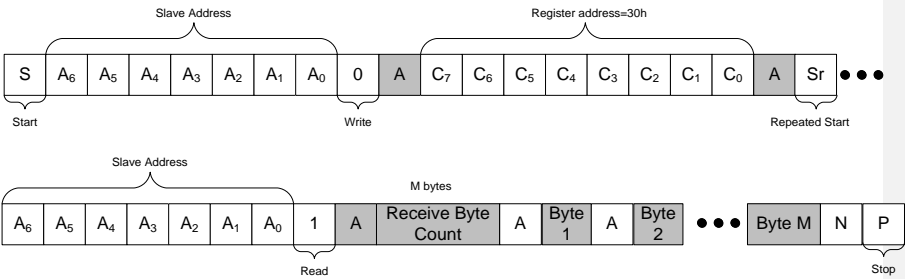 Slave Address Register address=30h
S A₆ A₅ A₄ A₃ A₂ A₁ A₀ 0 A C₇ C₆ C₅ C₄ C₃ C₂ C₁ C₀ A Sr
Start Write Repeated Start
Slave Address
M bytes
A₆ A₅ A₄ A₃ A₂ A₁ A₀ 1 A Receive Byte Count A Byte 1 A Byte 2 Byte M N P
Read Stop